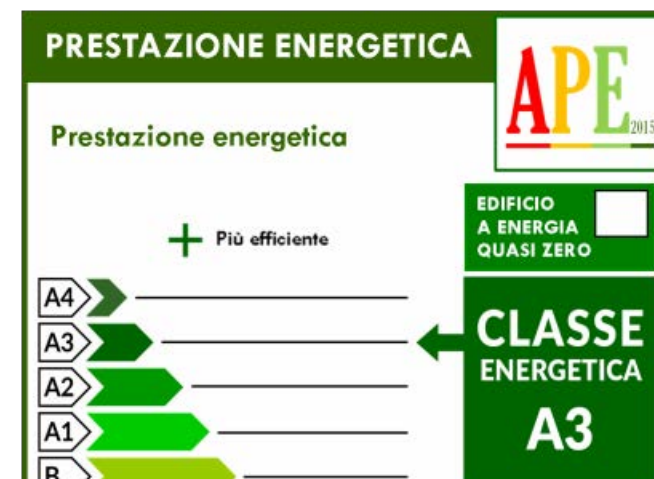 PRESTAZIONE ENERGETICA
APE
2015
Prestazione energetica
EDIFICIO
A ENERGIA
QUASI ZERO
+ Più efficiente
A4
A3
CLASSE
ENERGETICA
A3
A2
A1
B